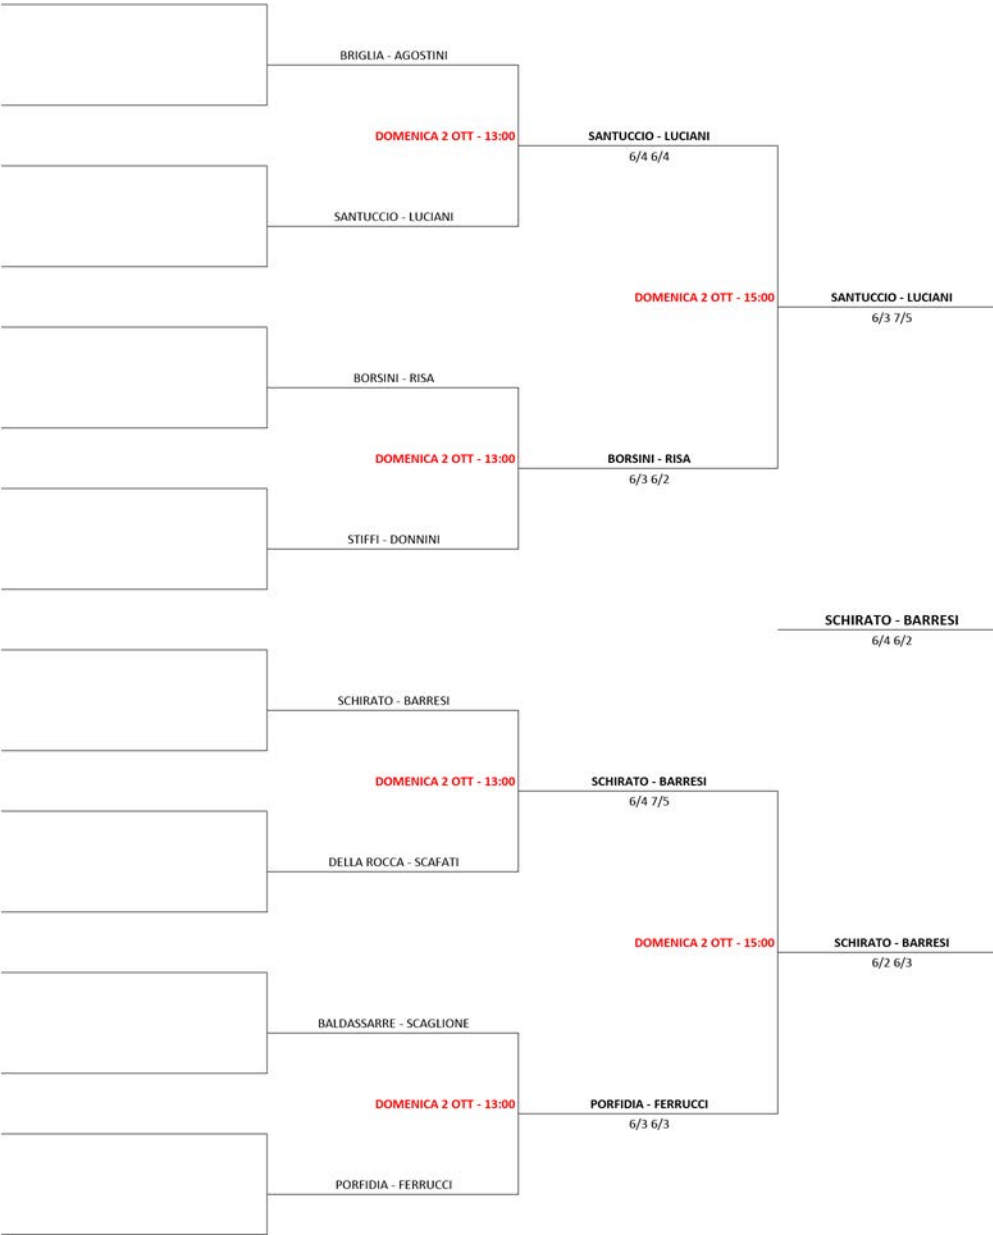 BRIGLIA - AGOSTINI
DOMENICA 2 OTT - 13:00
SANTUCCIO - LUCIANI
6/4 6/4
SANTUCCIO - LUCIANI
DOMENICA 2 OTT - 15:00
SANTUCCIO - LUCIANI
6/3 7/5
BORSINI - RISA
DOMENICA 2 OTT - 13:00
BORSINI - RISA
6/3 6/2
STIFFI - DONNINI
SCHIRATO - BARRESI
6/4 6/2
SCHIRATO - BARRESI
DOMENICA 2 OTT - 13:00
SCHIRATO - BARRESI
6/4 7/5
DELLA ROCCA - SCAFATI
DOMENICA 2 OTT - 15:00
SCHIRATO - BARRESI
6/2 6/3
BALDASSARRE - SCAGLIONE
DOMENICA 2 OTT - 13:00
PORFIDIA - FERRUCCI
6/3 6/3
PORFIDIA - FERRUCCI